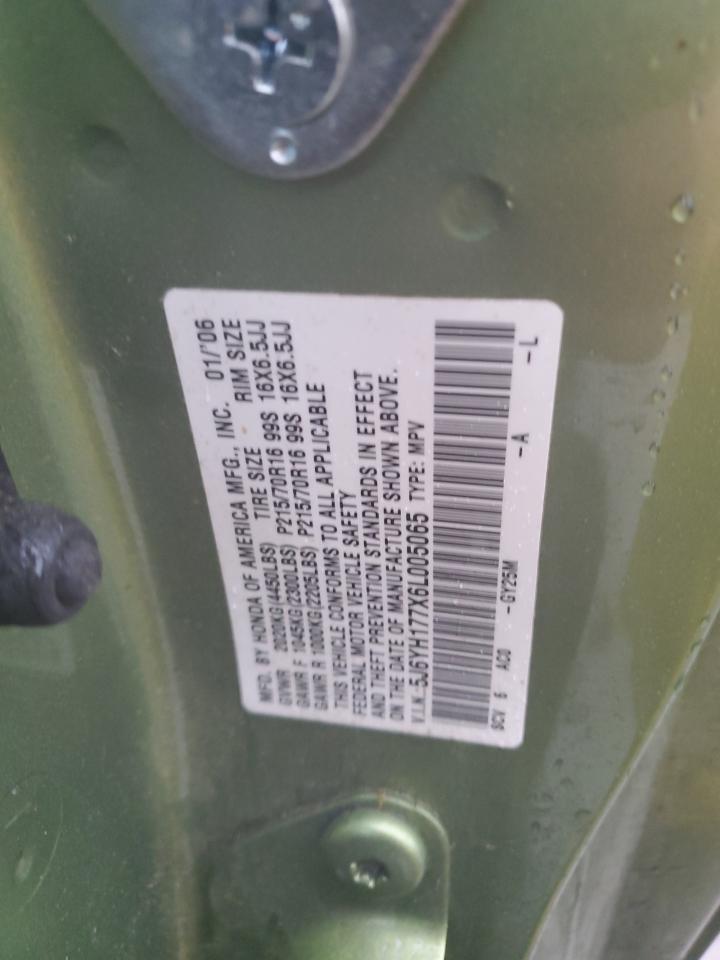 MFD. BY HONDA OF AMERICA MFG., INC. 01/'06
GVWR 2020KG(4450LBS) TIRE SIZE RIM SIZE
GAWR F 1045KG(2300LBS) P215/70R16 99S 16X6.5JJ
GAWR R 1000KG(2205LBS) P215/70R16 99S 16X6.5JJ
THIS VEHICLE CONFORMS TO ALL APPLICABLE
FEDERAL MOTOR VEHICLE SAFETY
AND THEFT PREVENTION STANDARDS IN EFFECT
ON THE DATE OF MANUFACTURE SHOWN ABOVE.
V.I.N.:5J6YH177X6L005065 TYPE: MPV
SCV 6 AC0 -GY25M -A -L